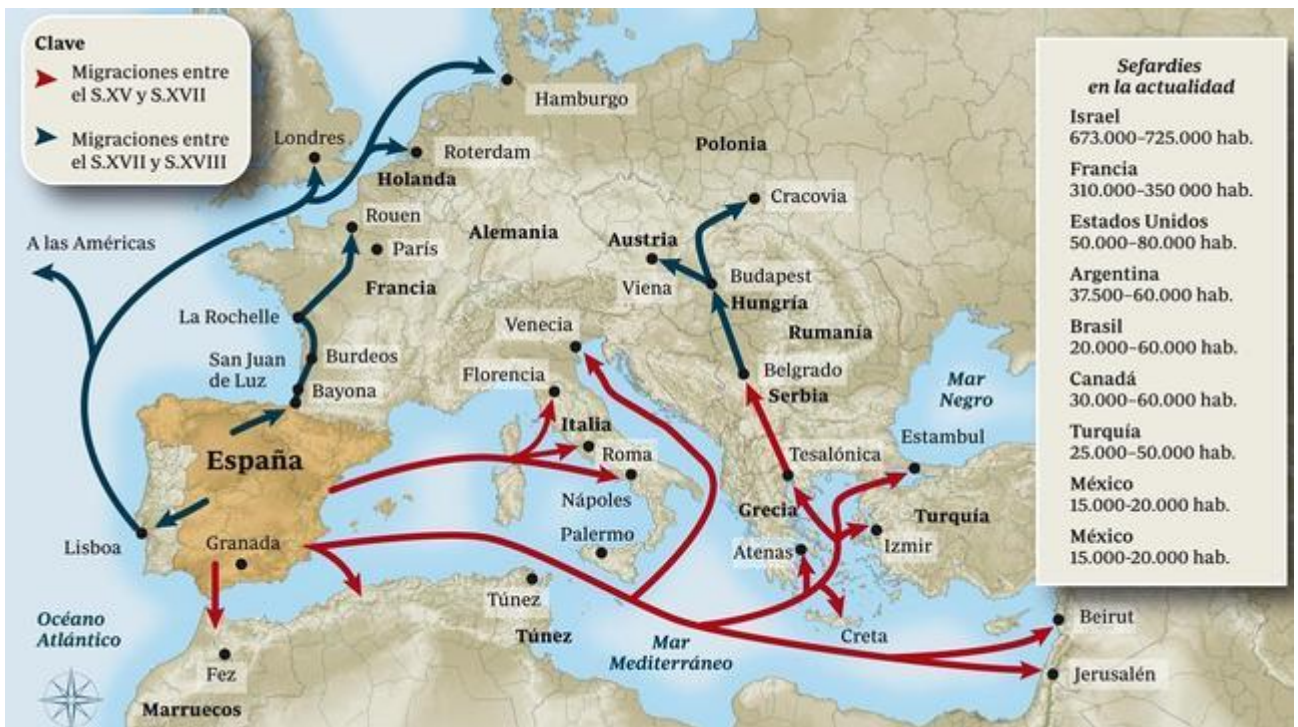 Clave
Migraciones entre
el S.XV y S.XVII
Migraciones entre
el S.XVII y S.XVIII
Sefardies
en la actualidad
Israel
673.000–725.000 hab.
Francia
310.000–350 000 hab.
Estados Unidos
50.000–80.000 hab.
Argentina
37.500–60.000 hab.
Brasil
20.000–60.000 hab.
Canadá
30.000–60.000 hab.
Turquía
25.000–50.000 hab.
México
15.000-20.000 hab.
México
15.000-20.000 hab.
Hamburgo
Londres
Roterdam
Holanda
Polonia
Cracovia
Rouen
París
Alemania
Austria
A las Américas
Francia
Viena
Budapest
Hungría
La Rochelle
Venecia
Rumanía
San Juan
de Luz
Burdeos
Bayona
Florencia
Belgrado
Serbia
Mar
Negro
Italia
Estambul
España
Roma
Tesalónica
Nápoles
Grecia
Turquía
Lisboa
Granada
Palermo
Atenas
Izmir
Túnez
Océano
Atlántico
Túnez
Mar
Mediterráneo
Creta
Beirut
Fez
Jerusalén
Marruecos